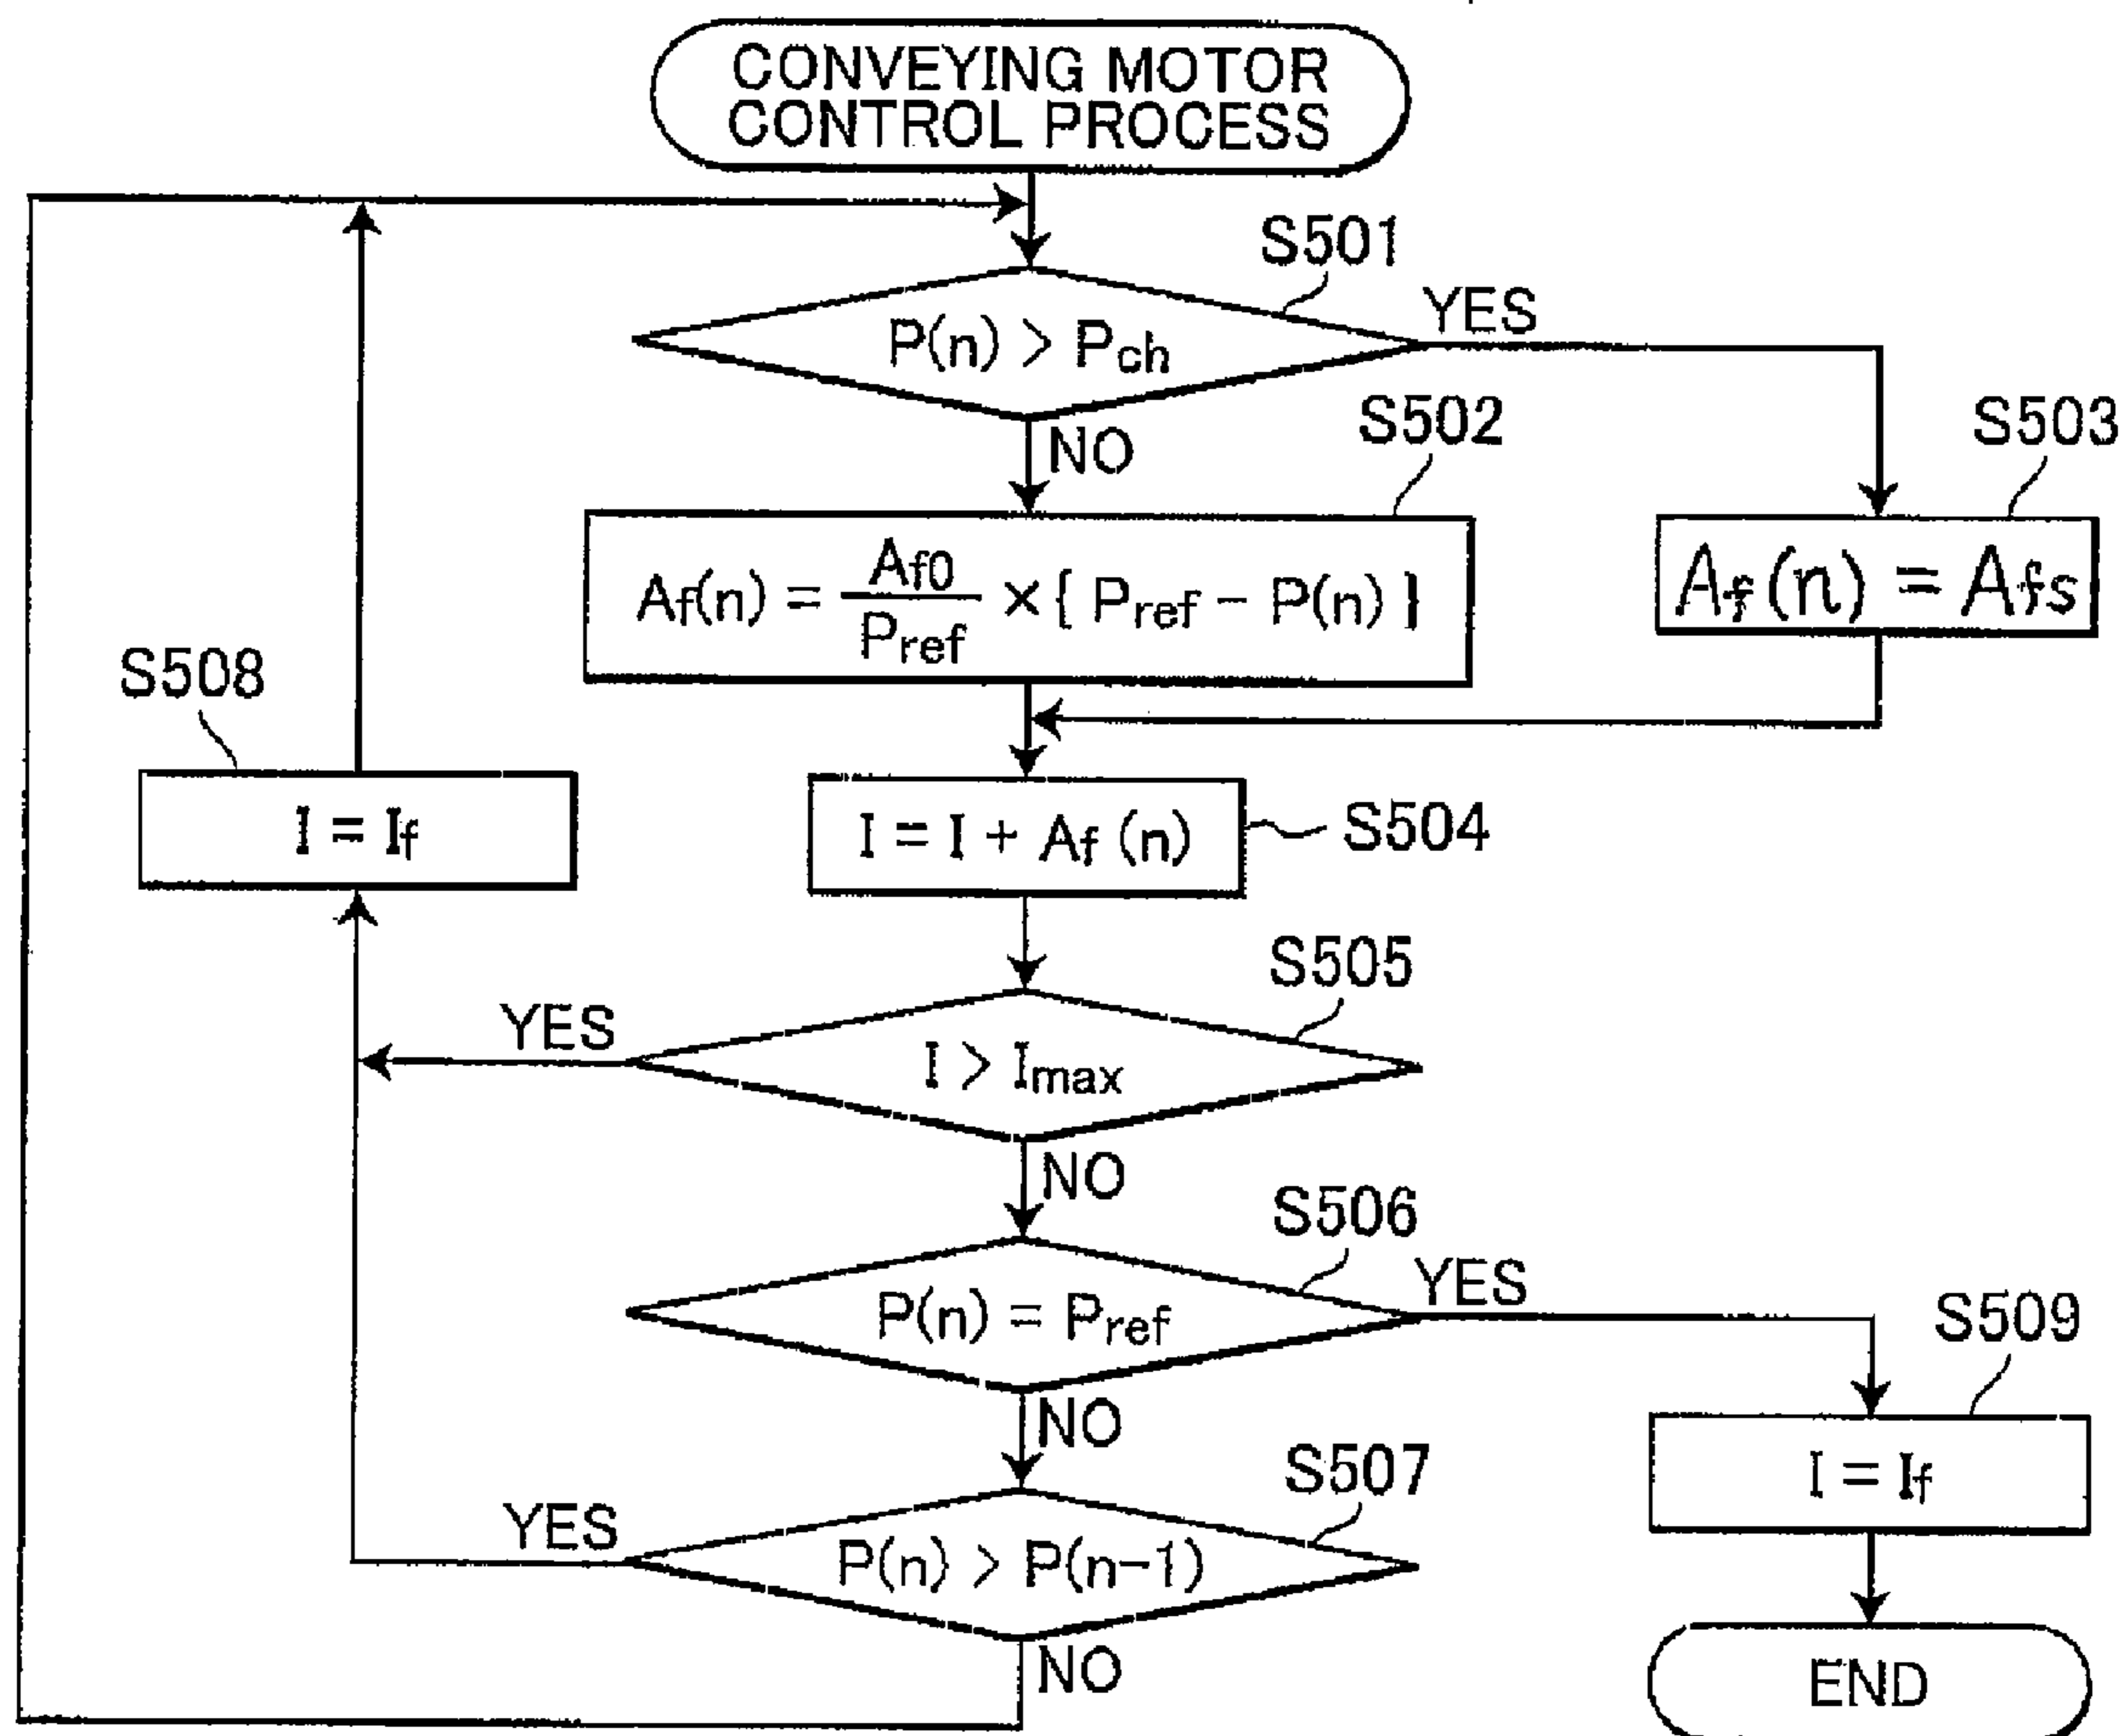 CONVEYING MOTOR
CONTROL PROCESS
S501
P(n) > Pch
YES
NO
S502
Af(n) = Af0/Pref × { Pref − P(n) }
S503
Af(n) = Afs
S504
I = I + Af (n)
S505
I > Imax
YES
NO
S506
P(n) = Pref
YES
NO
S507
P(n) > P(n−1)
YES
NO
S508
I = If
S509
I = If
END